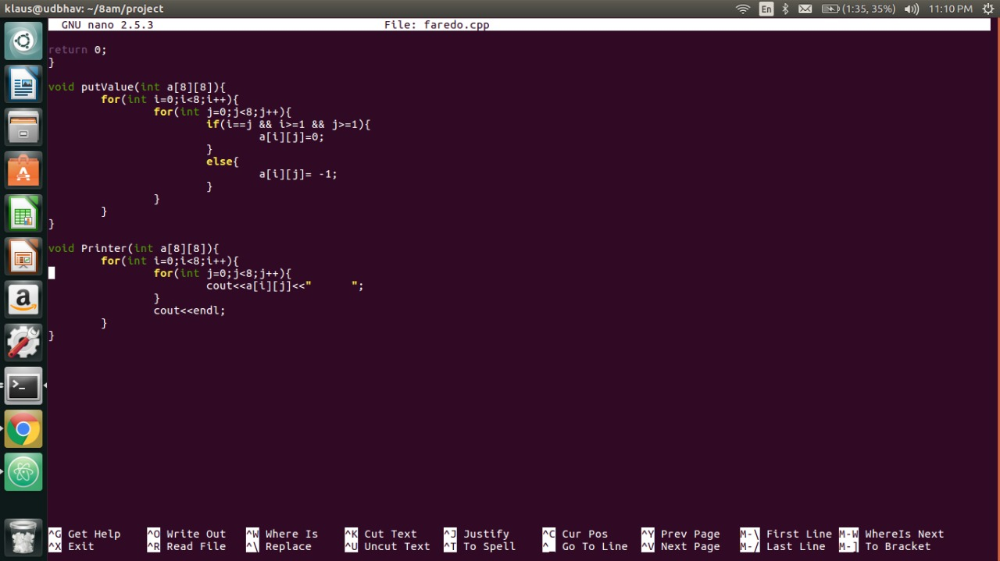 klaus@udbhav: ~/8am/project En (1:35, 35%) 11:10 PM
GNU nano 2.5.3 File: faredo.cpp
return 0;
}
void putValue(int a[8][8]){
for(int i=0;i<8;i++){
for(int j=0;j<8;j++){
if(i==j && i>=1 && j>=1){
a[i][j]=0;
}
else{
a[i][j]= -1;
}
}
}
}
void Printer(int a[8][8]){
for(int i=0;i<8;i++){
for(int j=0;j<8;j++){
cout<<a[i][j]<<"      ";
}
cout<<endl;
}
}
^G Get Help ^O Write Out ^W Where Is ^K Cut Text ^J Justify ^C Cur Pos ^Y Prev Page M-\ First Line M-W WhereIs Next
^X Exit ^R Read File ^\ Replace ^U Uncut Text ^T To Spell ^_ Go To Line ^V Next Page M-/ Last Line M-] To Bracket